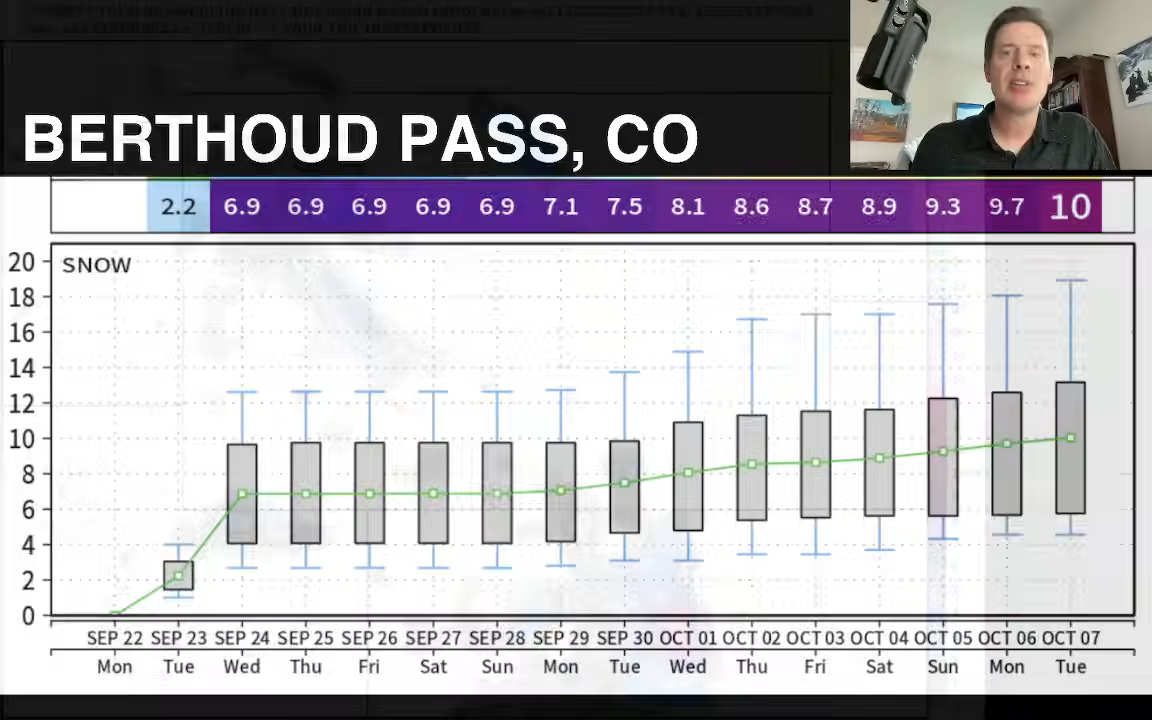 BERTHOUD PASS, CO
2.2 6.9 6.9 6.9 6.9 6.9 7.1 7.5 8.1 8.6 8.7 8.9 9.3 9.7 10
SNOW
20
18
16
14
12
10
8
6
4
2
0
SEP 22 SEP 23 SEP 24 SEP 25 SEP 26 SEP 27 SEP 28 SEP 29 SEP 30 OCT 01 OCT 02 OCT 03 OCT 04 OCT 05 OCT 06 OCT 07
Mon Tue Wed Thu Fri Sat Sun Mon Tue Wed Thu Fri Sat Sun Mon Tue